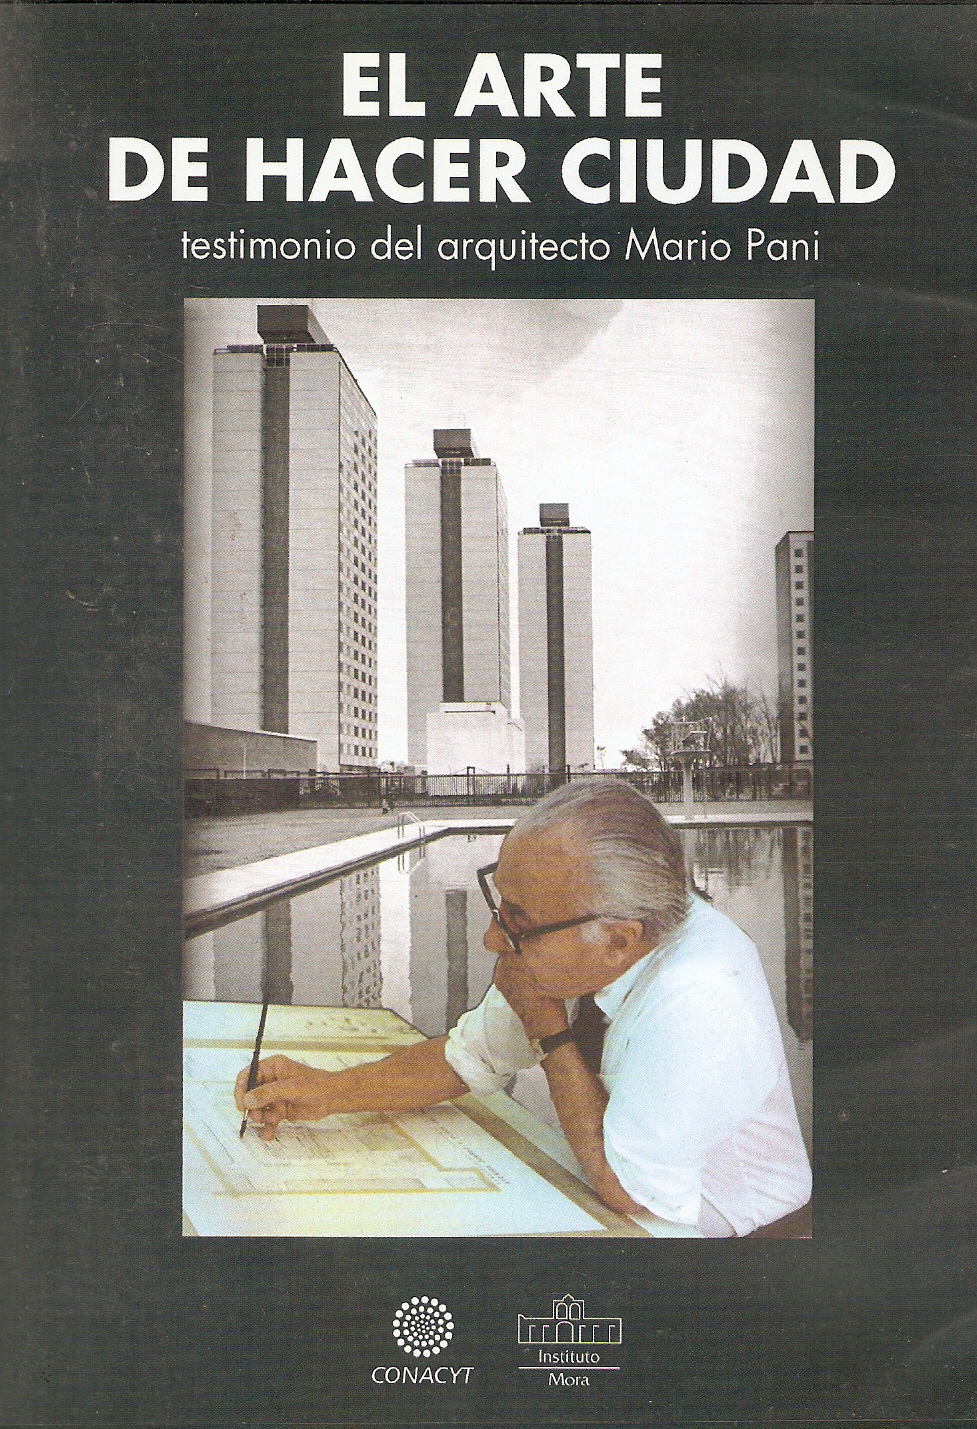 EL ARTE
DE HACER CIUDAD
testimonio del arquitecto Mario Pani
CONACYT
Instituto
Mora